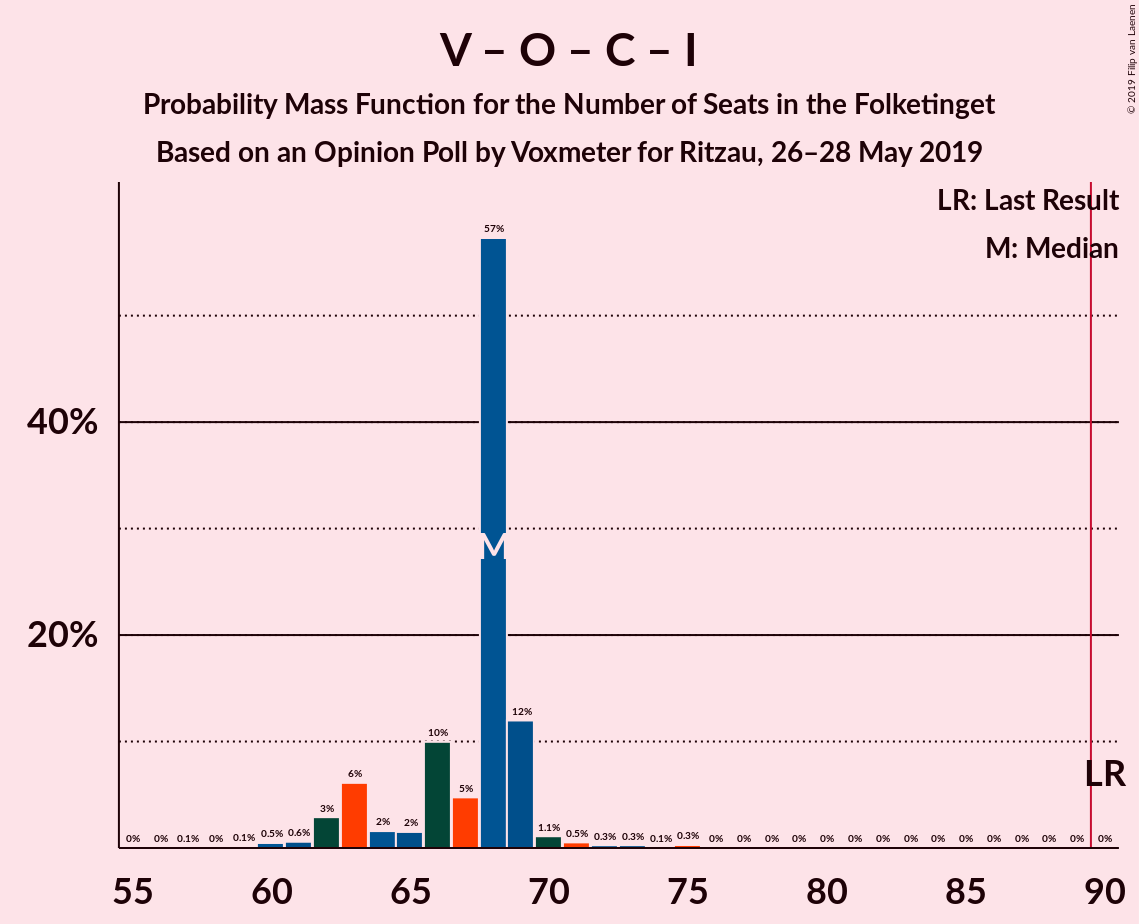 V – O – C – I
Probability Mass Function for the Number of Seats in the Folketinget
Based on an Opinion Poll by Voxmeter for Ritzau, 26–28 May 2019
© 2019 Filip van Laenen
LR: Last Result
M: Median
57%
40%
M
20%
12%
10%
6%
5%
3%
2% 2%
LR
0% 0% 0.1% 0% 0.1% 0.5% 0.6% 1.1% 0.5% 0.3% 0.3% 0.1% 0.3% 0% 0% 0% 0% 0% 0% 0% 0% 0% 0% 0% 0% 0% 0% 0%
55 60 65 70 75 80 85 90